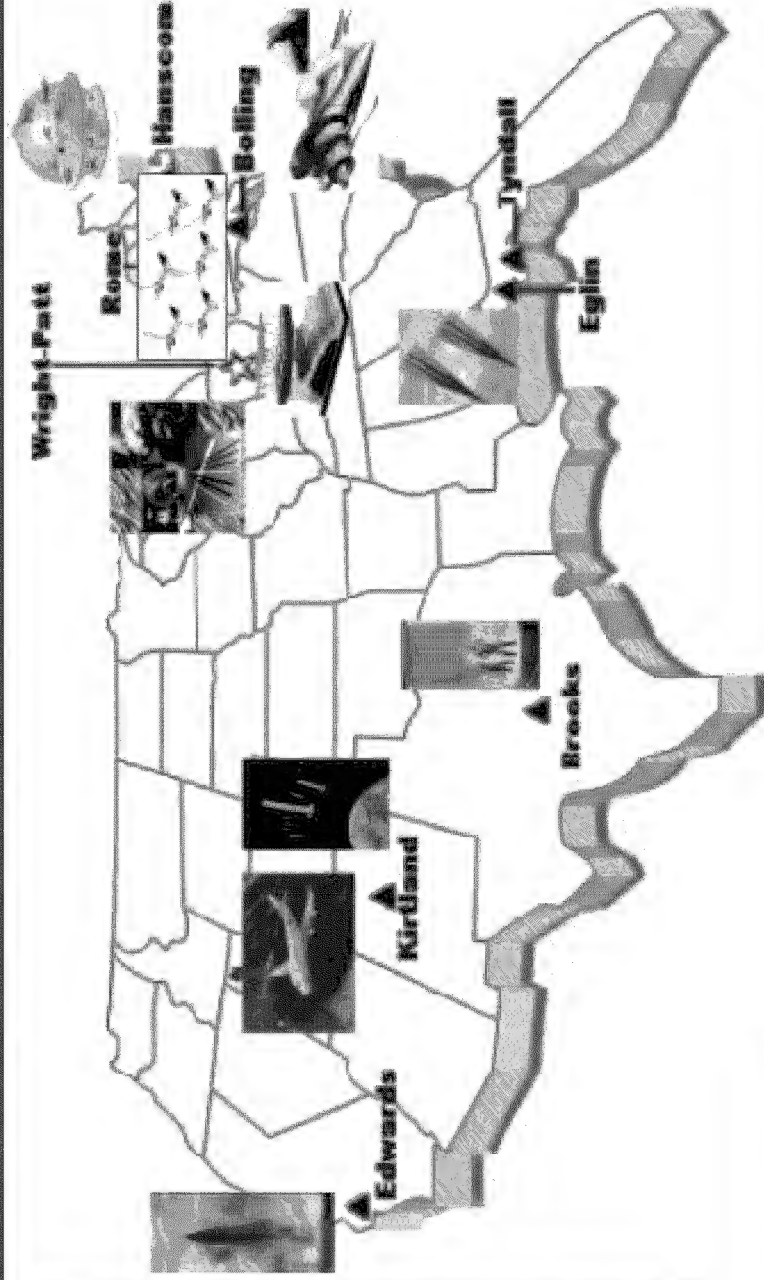 Wright-Patt
Rome
Hanscom
Bolling
Tyndall
Eglin
Brooks
Kirtland
Edwards